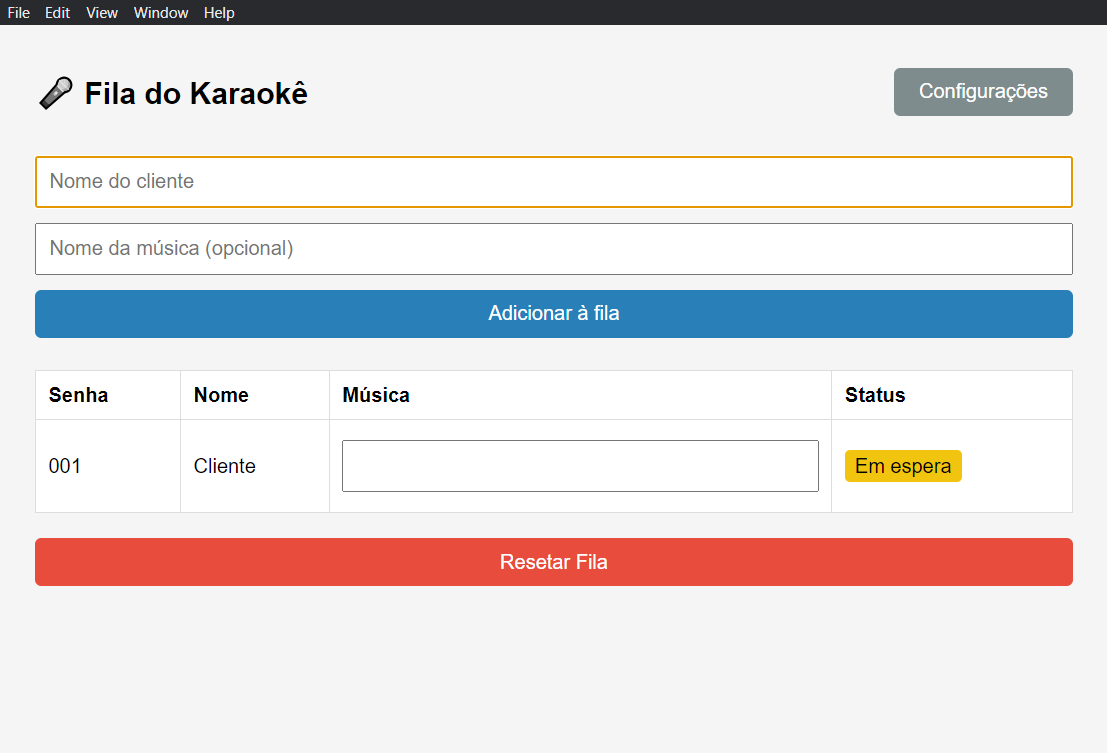 File Edit View Window Help
Fila do Karaokê
Configurações
Nome do cliente
Nome da música (opcional)
Adicionar à fila
Senha Nome Música Status
001 Cliente Em espera
Resetar Fila